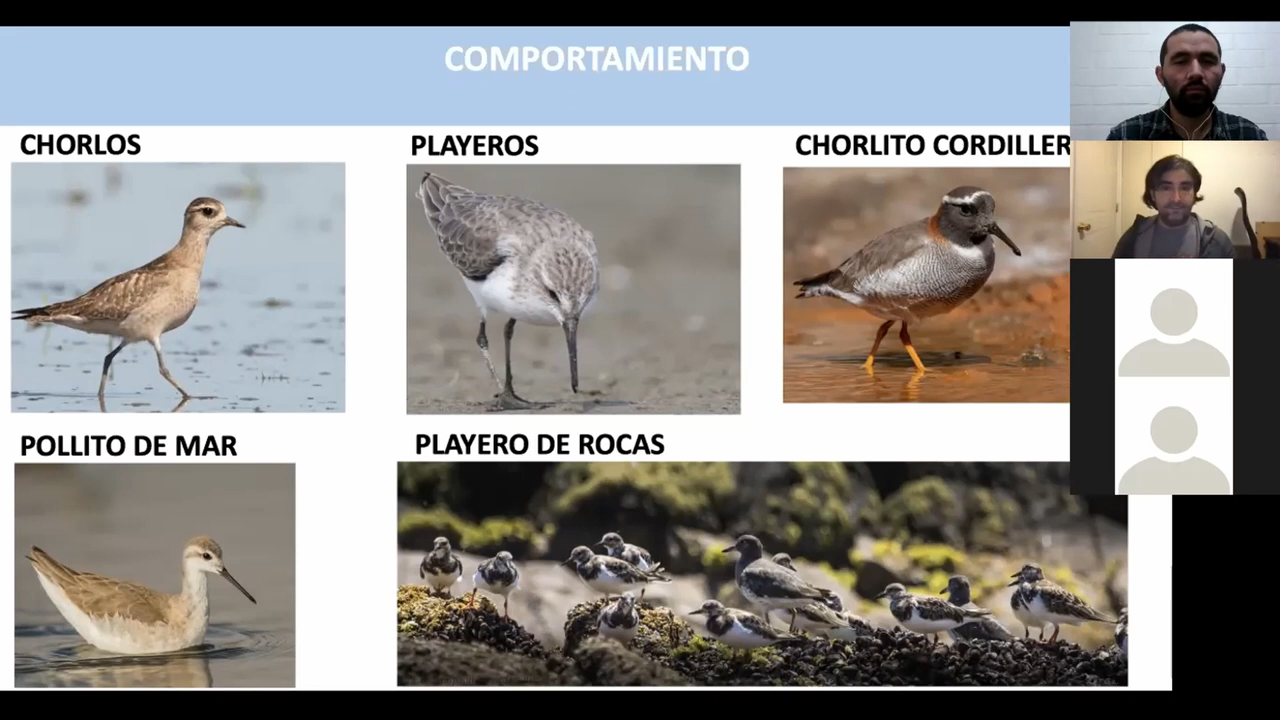 COMPORTAMIENTO
CHORLOS
PLAYEROS
CHORLITO CORDILLER
POLLITO DE MAR
PLAYERO DE ROCAS